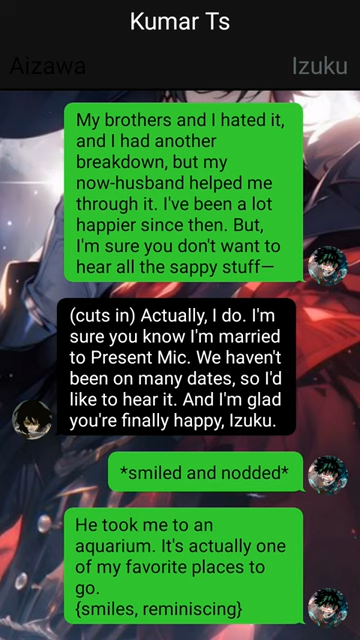 Kumar Ts
Aizawa
Izuku
My brothers and I hated it,
and I had another
breakdown, but my
now-husband helped me
through it. I've been a lot
happier since then. But,
I'm sure you don't want to
hear all the sappy stuff—
(cuts in) Actually, I do. I'm
sure you know I'm married
to Present Mic. We haven't
been on many dates, so I'd
like to hear it. And I'm glad
you're finally happy, Izuku.
*smiled and nodded*
He took me to an
aquarium. It's actually one
of my favorite places to
go.
{smiles, reminiscing}